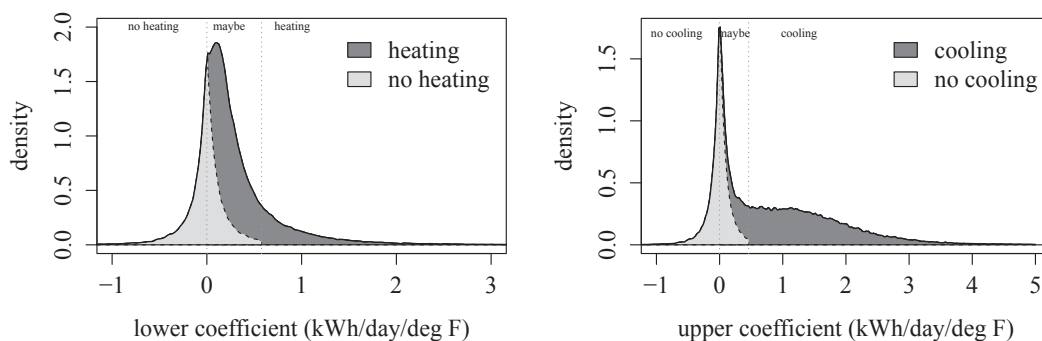 no heating maybe heating
heating
no heating
density
0.0 0.5 1.0 1.5 2.0
−1 0 1 2 3
lower coefficient (kWh/day/deg F)
no cooling maybe cooling
cooling
no cooling
density
0.0 0.5 1.0 1.5
−1 0 1 2 3 4 5
upper coefficient (kWh/day/deg F)